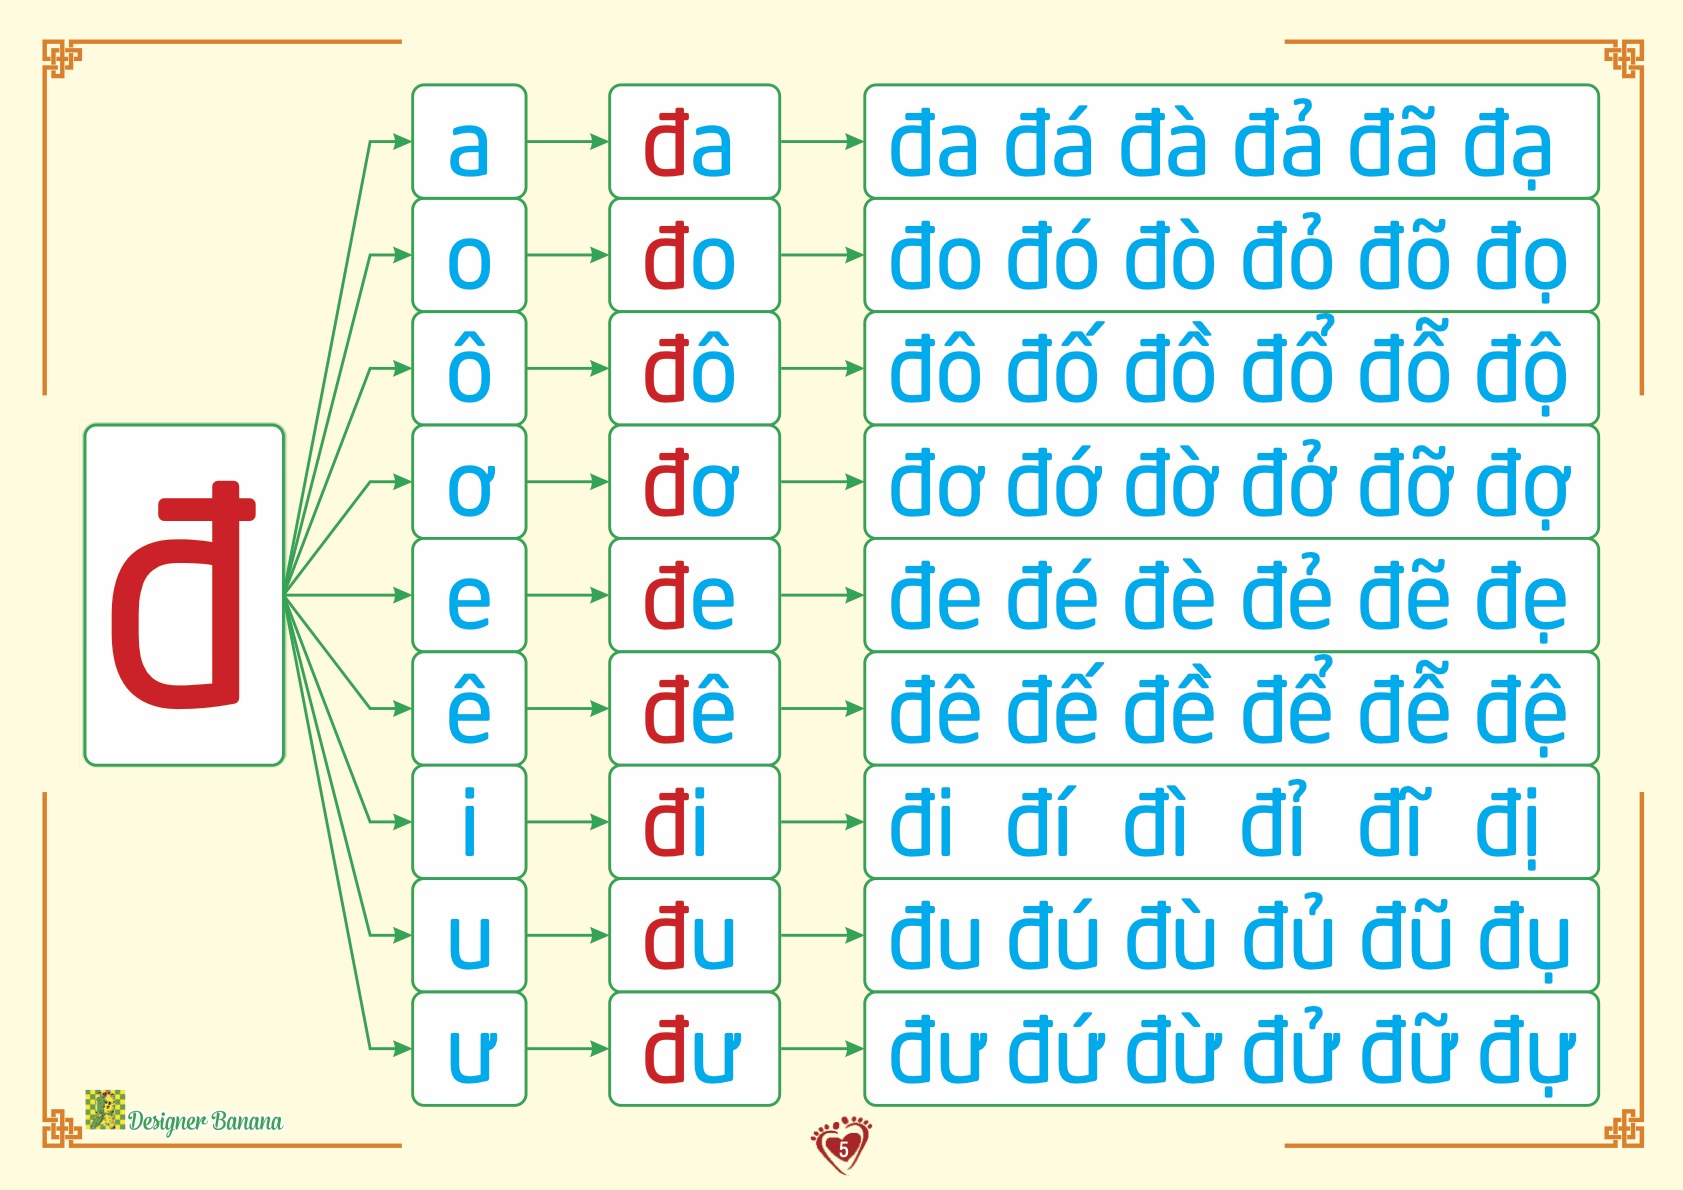 a đa đa đá đà đả đã đạ
o đo đo đó đò đỏ đõ đọ
ô đô đô đố đồ đổ đỗ độ
ơ đơ đơ đớ đờ đở đỡ đợ
đ
e đe đe đé đè đẻ đẽ đẹ
ê đê đê đế đề để đễ đệ
i đi đi đí đì đỉ đĩ đị
u đu đu đú đù đủ đũ đụ
ư đư đư đứ đừ đử đữ đự
Designer Banana
5